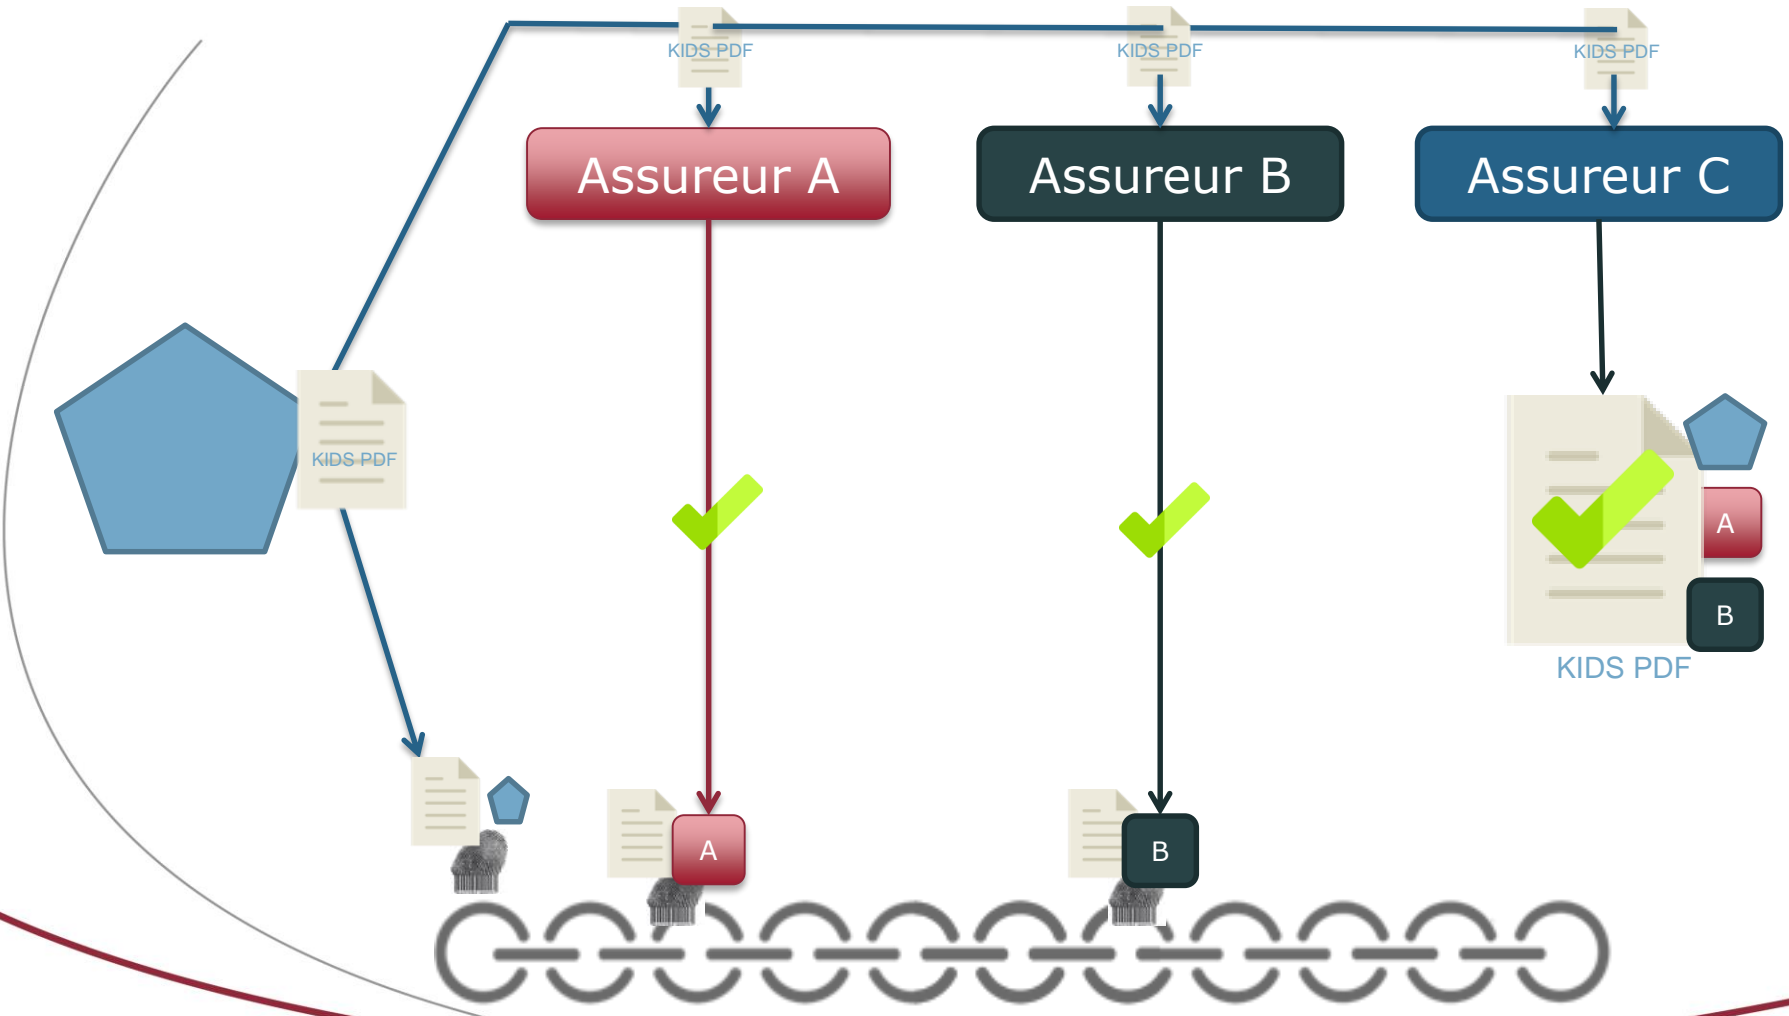 KIDS PDF
KIDS PDF
KIDS PDF
Assureur A
Assureur B
Assureur C
KIDS PDF
A
B
KIDS PDF
A
B